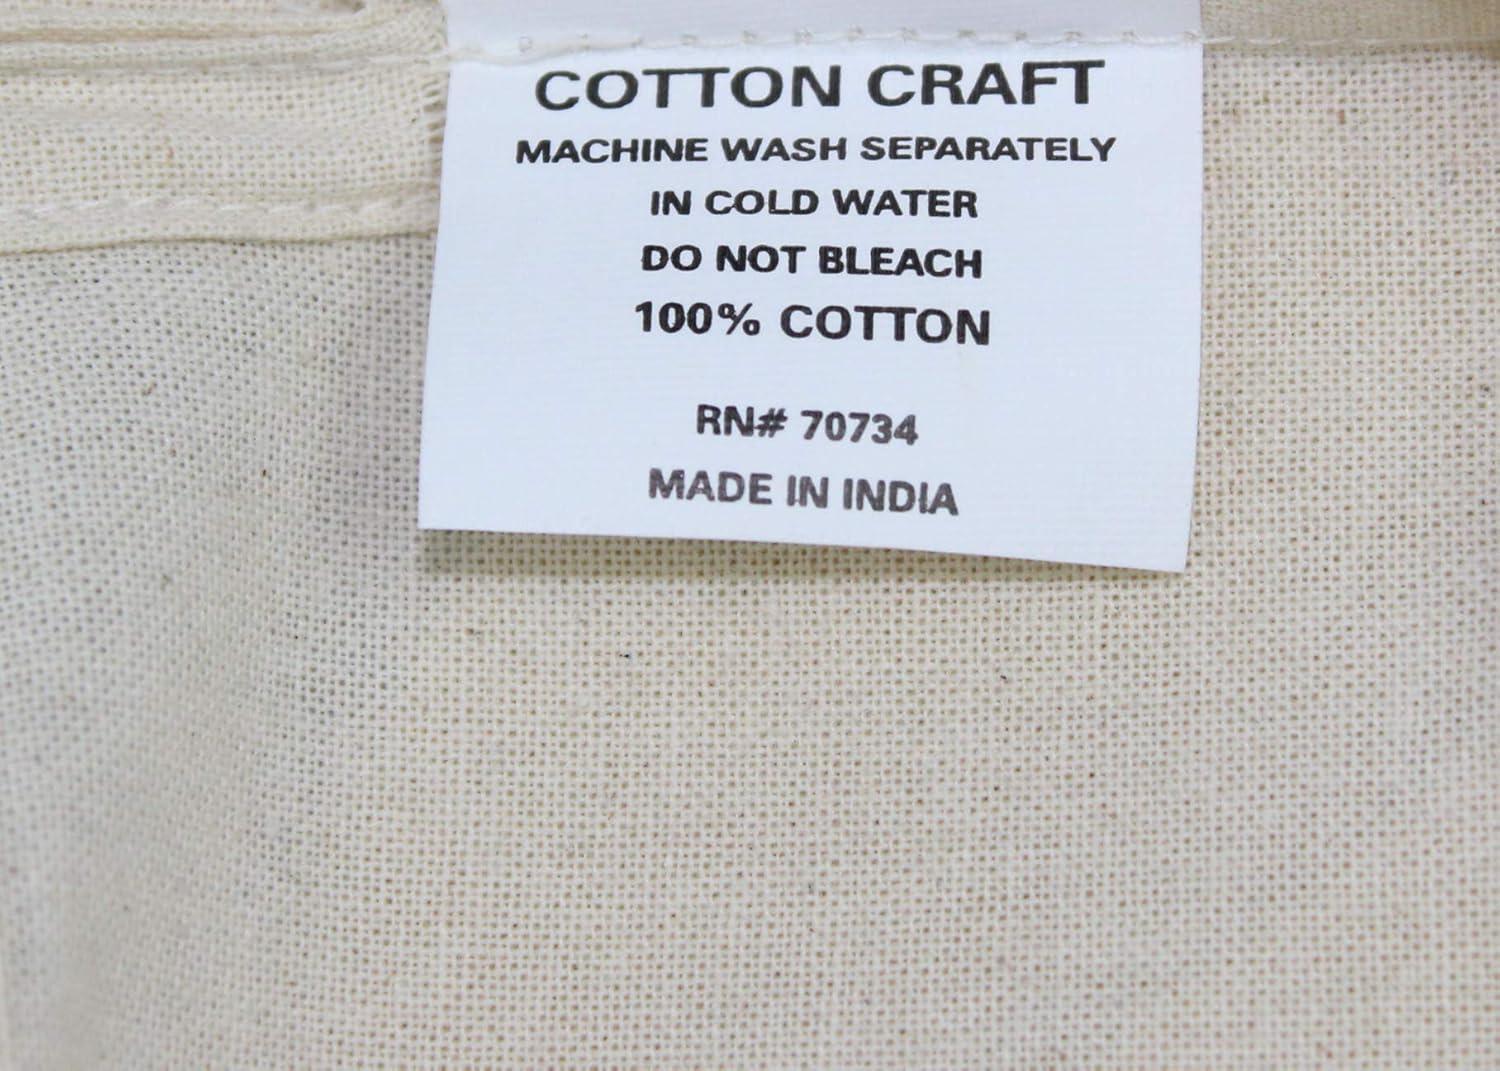 COTTON CRAFT
MACHINE WASH SEPARATELY
IN COLD WATER
DO NOT BLEACH
100% COTTON
RN# 70734
MADE IN INDIA